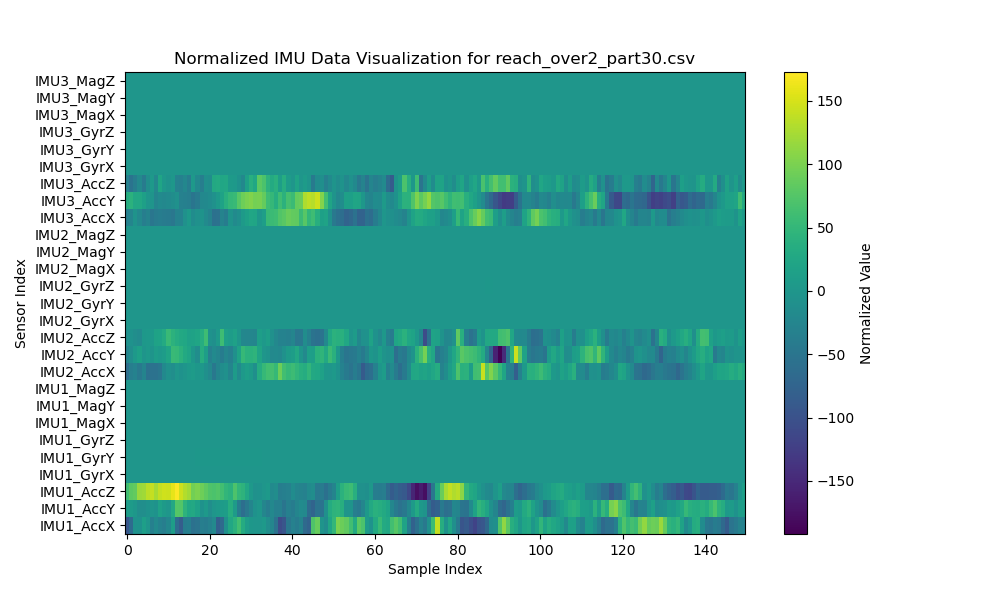 Normalized IMU Data Visualization for reach_over2_part30.csv
IMU3_MagZ
IMU3_MagY
IMU3_MagX
IMU3_GyrZ
IMU3_GyrY
IMU3_GyrX
IMU3_AccZ
IMU3_AccY
IMU3_AccX
IMU2_MagZ
IMU2_MagY
IMU2_MagX
IMU2_GyrZ
IMU2_GyrY
IMU2_GyrX
IMU2_AccZ
IMU2_AccY
IMU2_AccX
IMU1_MagZ
IMU1_MagY
IMU1_MagX
IMU1_GyrZ
IMU1_GyrY
IMU1_GyrX
IMU1_AccZ
IMU1_AccY
IMU1_AccX
Sensor Index
0 20 40 60 80 100 120 140
Sample Index
150
100
50
0
−50
−100
−150
Normalized Value